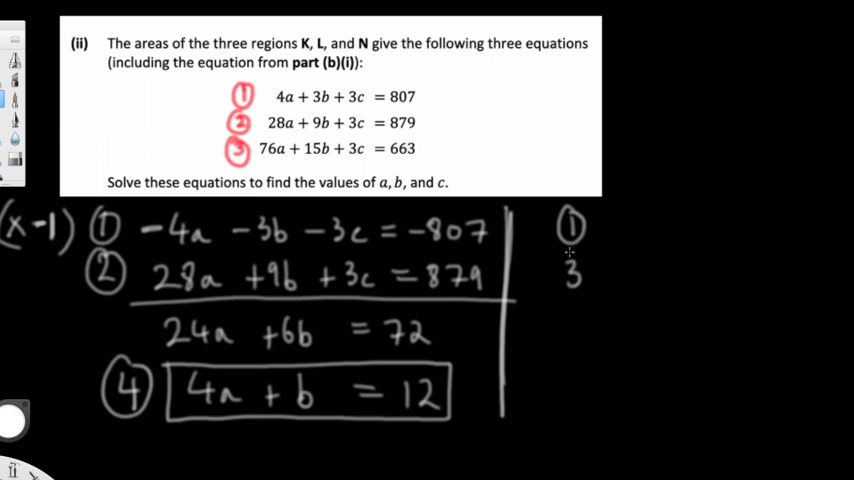 (ii) The areas of the three regions K, L, and N give the following three equations
(including the equation from part (b)(i)):
① 4a + 3b + 3c = 807
② 28a + 9b + 3c = 879
③ 76a + 15b + 3c = 663
Solve these equations to find the values of a, b, and c.
(x-1) ① -4a -3b -3c = -807
② 28a +9b +3c = 879
24a +6b = 72
④ 4a + b = 12
①
3